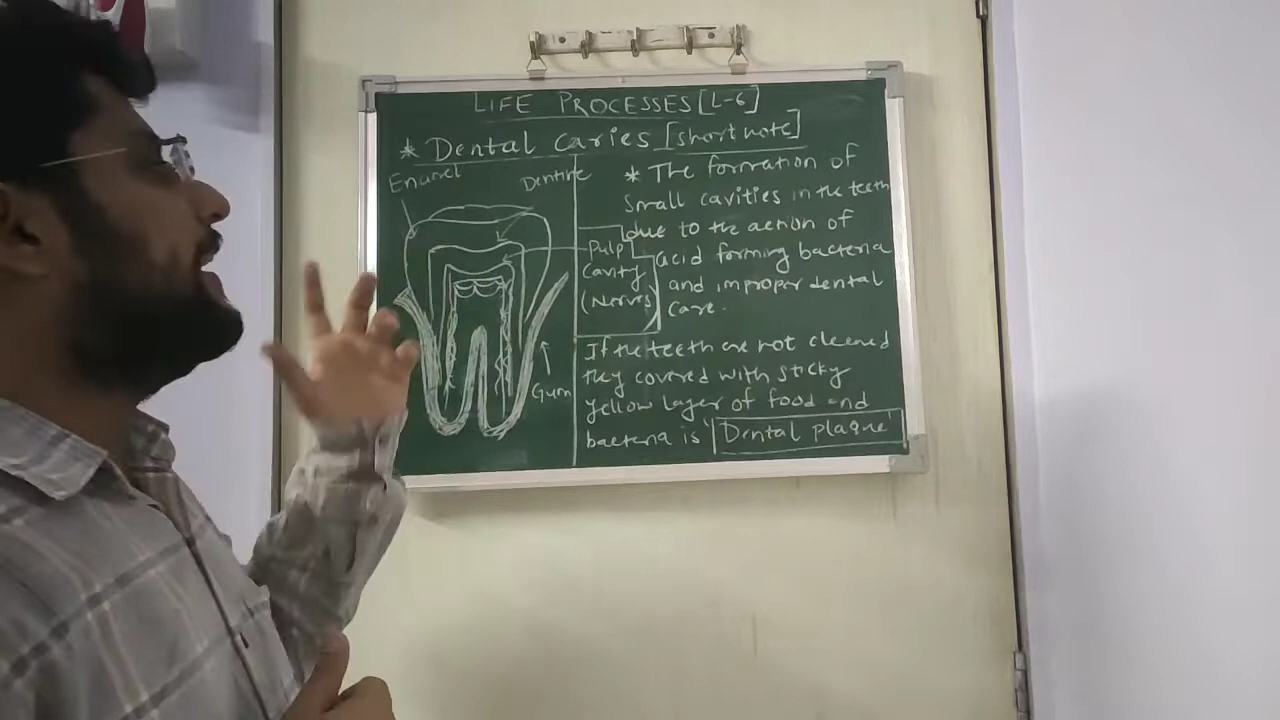 LIFE PROCESSES [L-6]
* Dental caries [short note]
Enamel
Dentine
Pulp
cavity
(Nerves)
Gum
* The formation of
small cavities in the teeth
due to the action of
acid forming bacteria
and improper dental
care.
If the teeth are not cleaned
they covered with sticky
yellow layer of food and
bacteria is "Dental plaque"